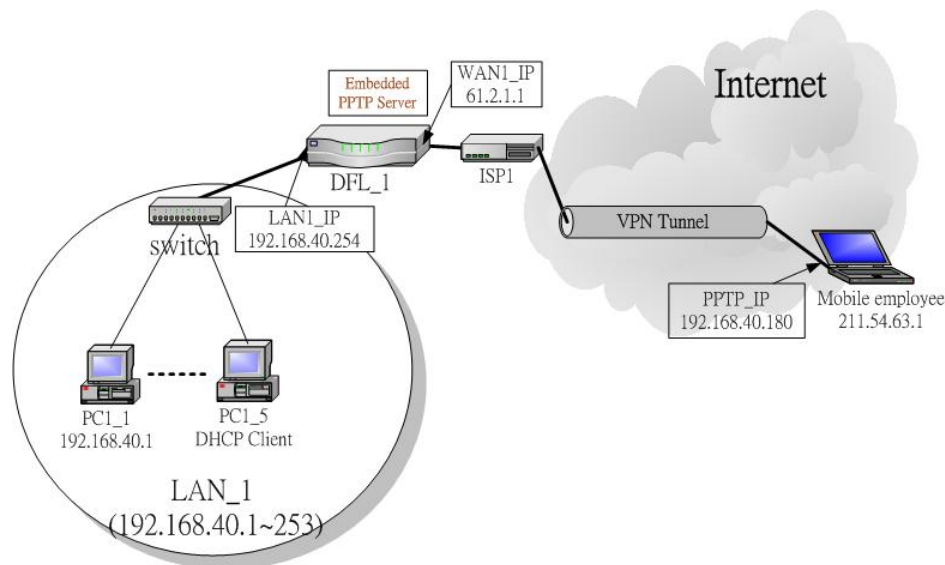 Internet
Embedded
PPTP Server
WAN1_IP
61.2.1.1
DFL_1
ISP1
LAN1_IP
192.168.40.254
switch
VPN Tunnel
PPTP_IP
192.168.40.180
Mobile employee
211.54.63.1
PC1_1
192.168.40.1
PC1_5
DHCP Client
LAN_1
(192.168.40.1~253)